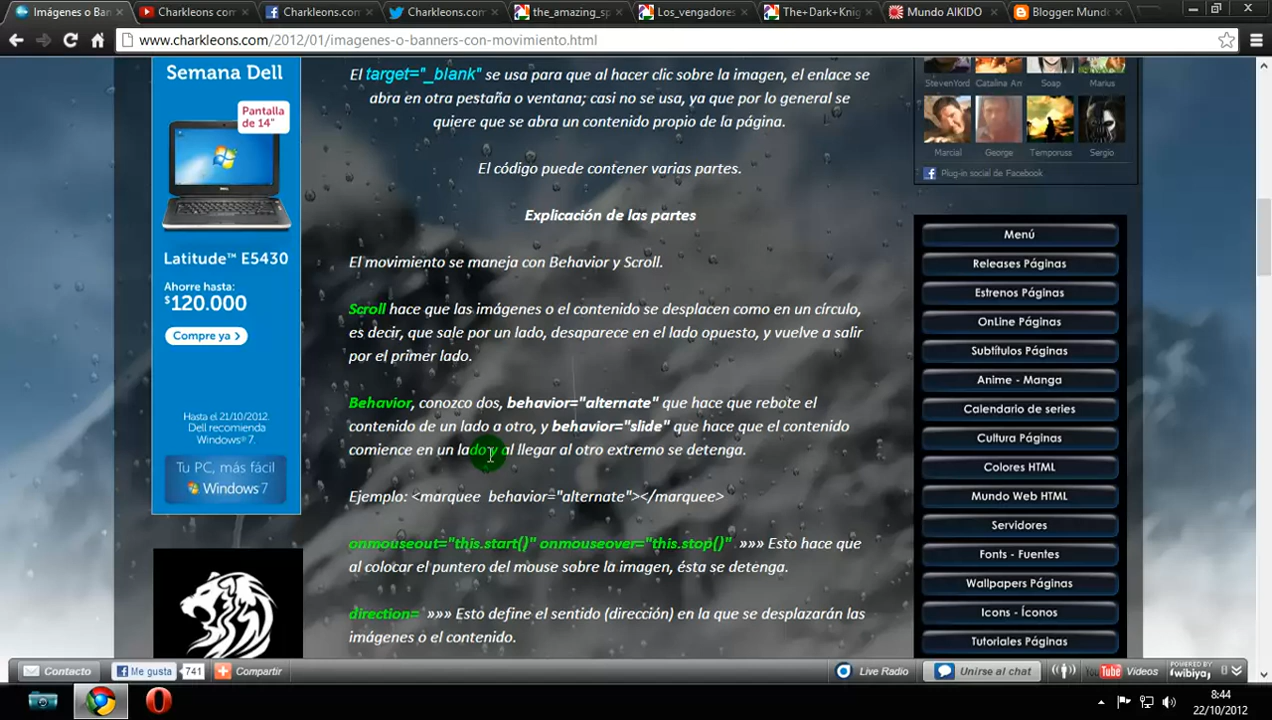 Imágenes o Ban
Charkleons com
Charkleons.com
Charkleons.com
the_amazing_sp
Los_vengadores
The+Dark+Knig
Mundo AIKIDO
Blogger: Mund
www.charkleons.com/2012/01/imagenes-o-banners-con-movimiento.html
Semana Dell
Pantalla
de 14"
Latitude™ E5430
Ahorre hasta:
$120.000
Compre ya
Hasta el 21/10/2012.
Dell recomienda
Windows® 7.
Tu PC, más fácil
Windows® 7
El target="_blank" se usa para que al hacer clic sobre la imagen, el enlace se
abra en otra pestaña o ventana; casi no se usa, ya que por lo general se
quiere que se abra un contenido propio de la página.
El código puede contener varias partes.
Explicación de las partes
El movimiento se maneja con Behavior y Scroll.
Scroll hace que las imágenes o el contenido se desplacen como en un círculo,
es decir, que sale por un lado, desaparece en el lado opuesto, y vuelve a salir
por el primer lado.
Behavior, conozco dos, behavior="alternate" que hace que rebote el
contenido de un lado a otro, y behavior="slide" que hace que el contenido
comience en un lado y al llegar al otro extremo se detenga.
Ejemplo: <marquee  behavior="alternate"></marquee>
onmouseout="this.start()" onmouseover="this.stop()"  »»» Esto hace que
al colocar el puntero del mouse sobre la imagen, ésta se detenga.
direction=  »»» Esto define el sentido (dirección) en la que se desplazarán las
imágenes o el contenido.
StevenYord Catalina An Soap Marius
Marcial George Temporuss Sergio
Plug-in social de Facebook
Menú
Releases Páginas
Estrenos Páginas
OnLine Páginas
Subtítulos Páginas
Anime - Manga
Calendario de series
Cultura Páginas
Colores HTML
Mundo Web HTML
Servidores
Fonts - Fuentes
Wallpapers Páginas
Icons - Íconos
Tutoriales Páginas
Contacto
Me gusta 741
Compartir
Live Radio
Unirse al chat
YouTube Videos
POWERED BY
wibiya
8:44
22/10/2012